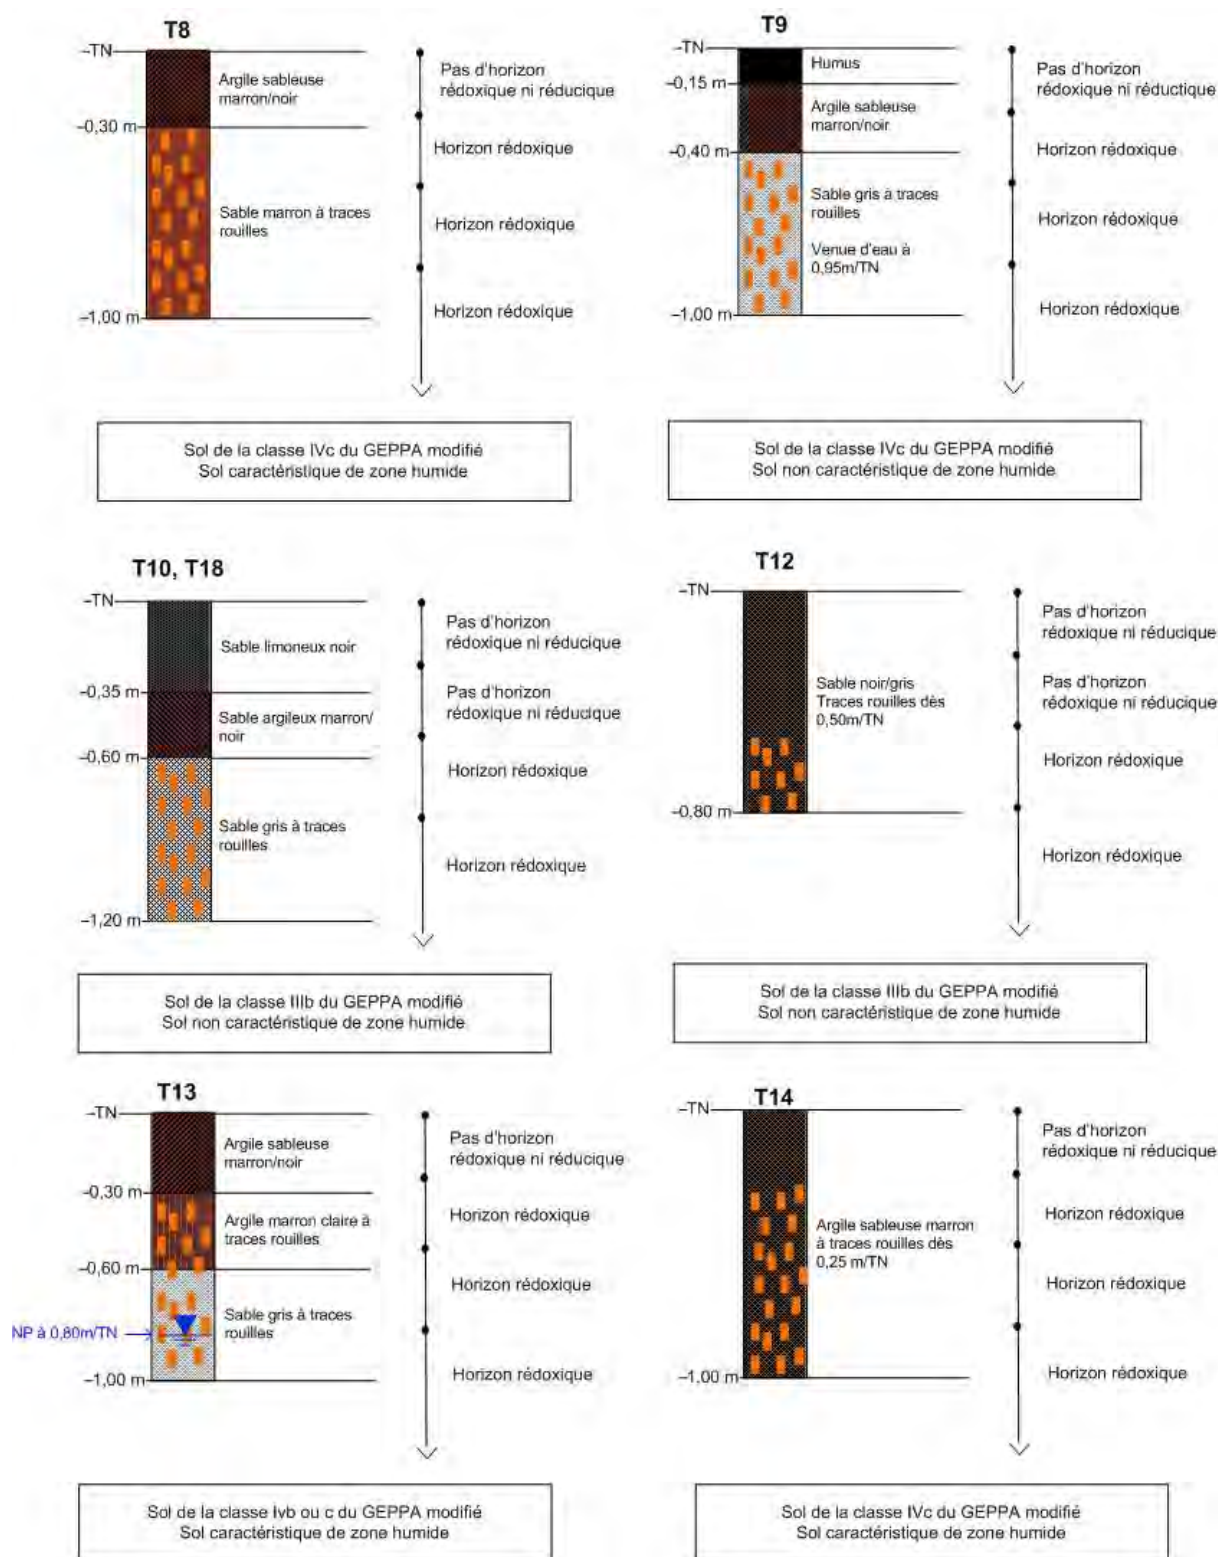 T8
–TN
Argile sableuse
marron/noir
–0,30 m
Sable marron à traces
rouilles
–1,00 m
Pas d'horizon
rédoxique ni réducique
Horizon rédoxique
Horizon rédoxique
Horizon rédoxique
Sol de la classe IVc du GEPPA modifié
Sol caractéristique de zone humide
T9
–TN
Humus
–0,15 m
Argile sableuse
marron/noir
–0,40 m
Sable gris à traces
rouilles
Venue d'eau à
0,95m/TN
–1,00 m
Pas d'horizon
rédoxique ni réductique
Horizon rédoxique
Horizon rédoxique
Horizon rédoxique
Sol de la classe IVc du GEPPA modifié
Sol non caractéristique de zone humide
T10, T18
–TN
Sable limoneux noir
–0,35 m
Sable argileux marron/
noir
–0,60 m
Sable gris à traces
rouilles
–1,20 m
Pas d'horizon
rédoxique ni réducique
Pas d'horizon
rédoxique ni réducique
Horizon rédoxique
Horizon rédoxique
Sol de la classe IIIb du GEPPA modifié
Sol non caractéristique de zone humide
T12
–TN
Sable noir/gris
Traces rouilles dès
0,50m/TN
–0,80 m
Pas d'horizon
rédoxique ni réducique
Pas d'horizon
rédoxique ni réducique
Horizon rédoxique
Horizon rédoxique
Sol de la classe IIIb du GEPPA modifié
Sol non caractéristique de zone humide
T13
–TN
Argile sableuse
marron/noir
–0,30 m
Argile marron claire à
traces rouilles
–0,60 m
Sable gris à traces
rouilles
NP à 0,80m/TN
–1,00 m
Pas d'horizon
rédoxique ni réducique
Horizon rédoxique
Horizon rédoxique
Horizon rédoxique
Sol de la classe Ivb ou c du GEPPA modifié
Sol caractéristique de zone humide
T14
–TN
Argile sableuse marron
à traces rouilles dès
0,25 m/TN
–1,00 m
Pas d'horizon
rédoxique ni réducique
Horizon rédoxique
Horizon rédoxique
Horizon rédoxique
Sol de la classe IVc du GEPPA modifié
Sol caractéristique de zone humide